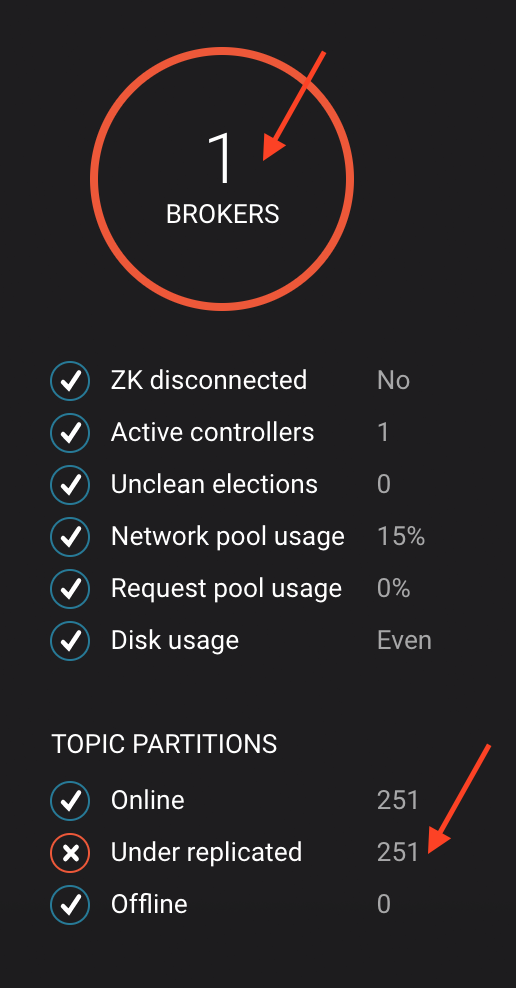 1
BROKERS
ZK disconnected No
Active controllers 1
Unclean elections 0
Network pool usage 15%
Request pool usage 0%
Disk usage Even
TOPIC PARTITIONS
Online 251
Under replicated 251
Offline 0